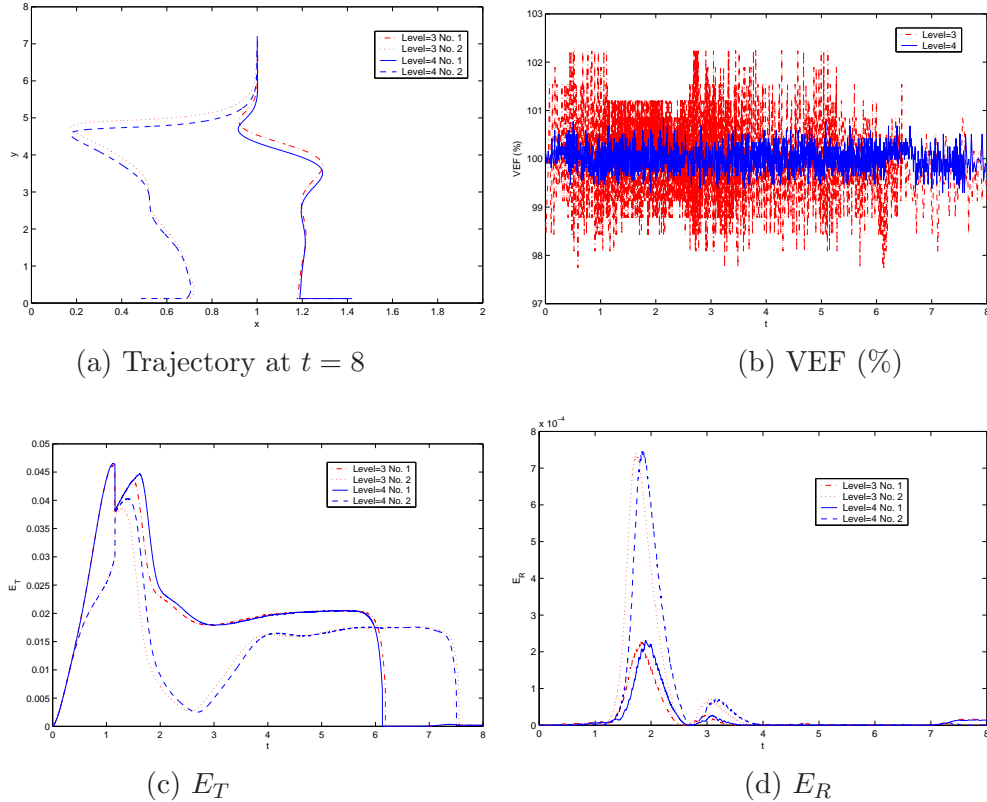 8
7
6
5
4
3
2
1
0
y
0
0.2
0.4
0.6
0.8
1
1.2
1.4
1.6
1.8
2
x
Level=3 No. 1
Level=3 No. 2
Level=4 No. 1
Level=4 No. 2
(a) Trajectory at t = 8
103
102
101
100
99
98
97
VEF (%)
0
1
2
3
4
5
6
7
8
t
Level=3
Level=4
(b) VEF (%)
0.05
0.045
0.04
0.035
0.03
0.025
0.02
0.015
0.01
0.005
0
E_T
0
1
2
3
4
5
6
7
8
t
Level=3 No. 1
Level=3 No. 2
Level=4 No. 1
Level=4 No. 2
(c) E_T
x 10⁻⁴
8
7
6
5
4
3
2
1
0
E_R
0
1
2
3
4
5
6
7
8
t
Level=3 No. 1
Level=3 No. 2
Level=4 No. 1
Level=4 No. 2
(d) E_R